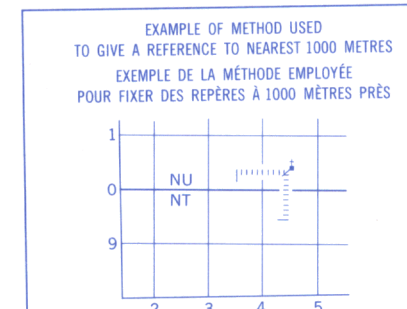 EXAMPLE OF METHOD USED
TO GIVE A REFERENCE TO NEAREST 1000 METRES
EXEMPLE DE LA MÉTHODE EMPLOYÉE
POUR FIXER DES REPÈRES À 1000 MÈTRES PRÈS
1
NU
0
NT
9
2 3 4 5